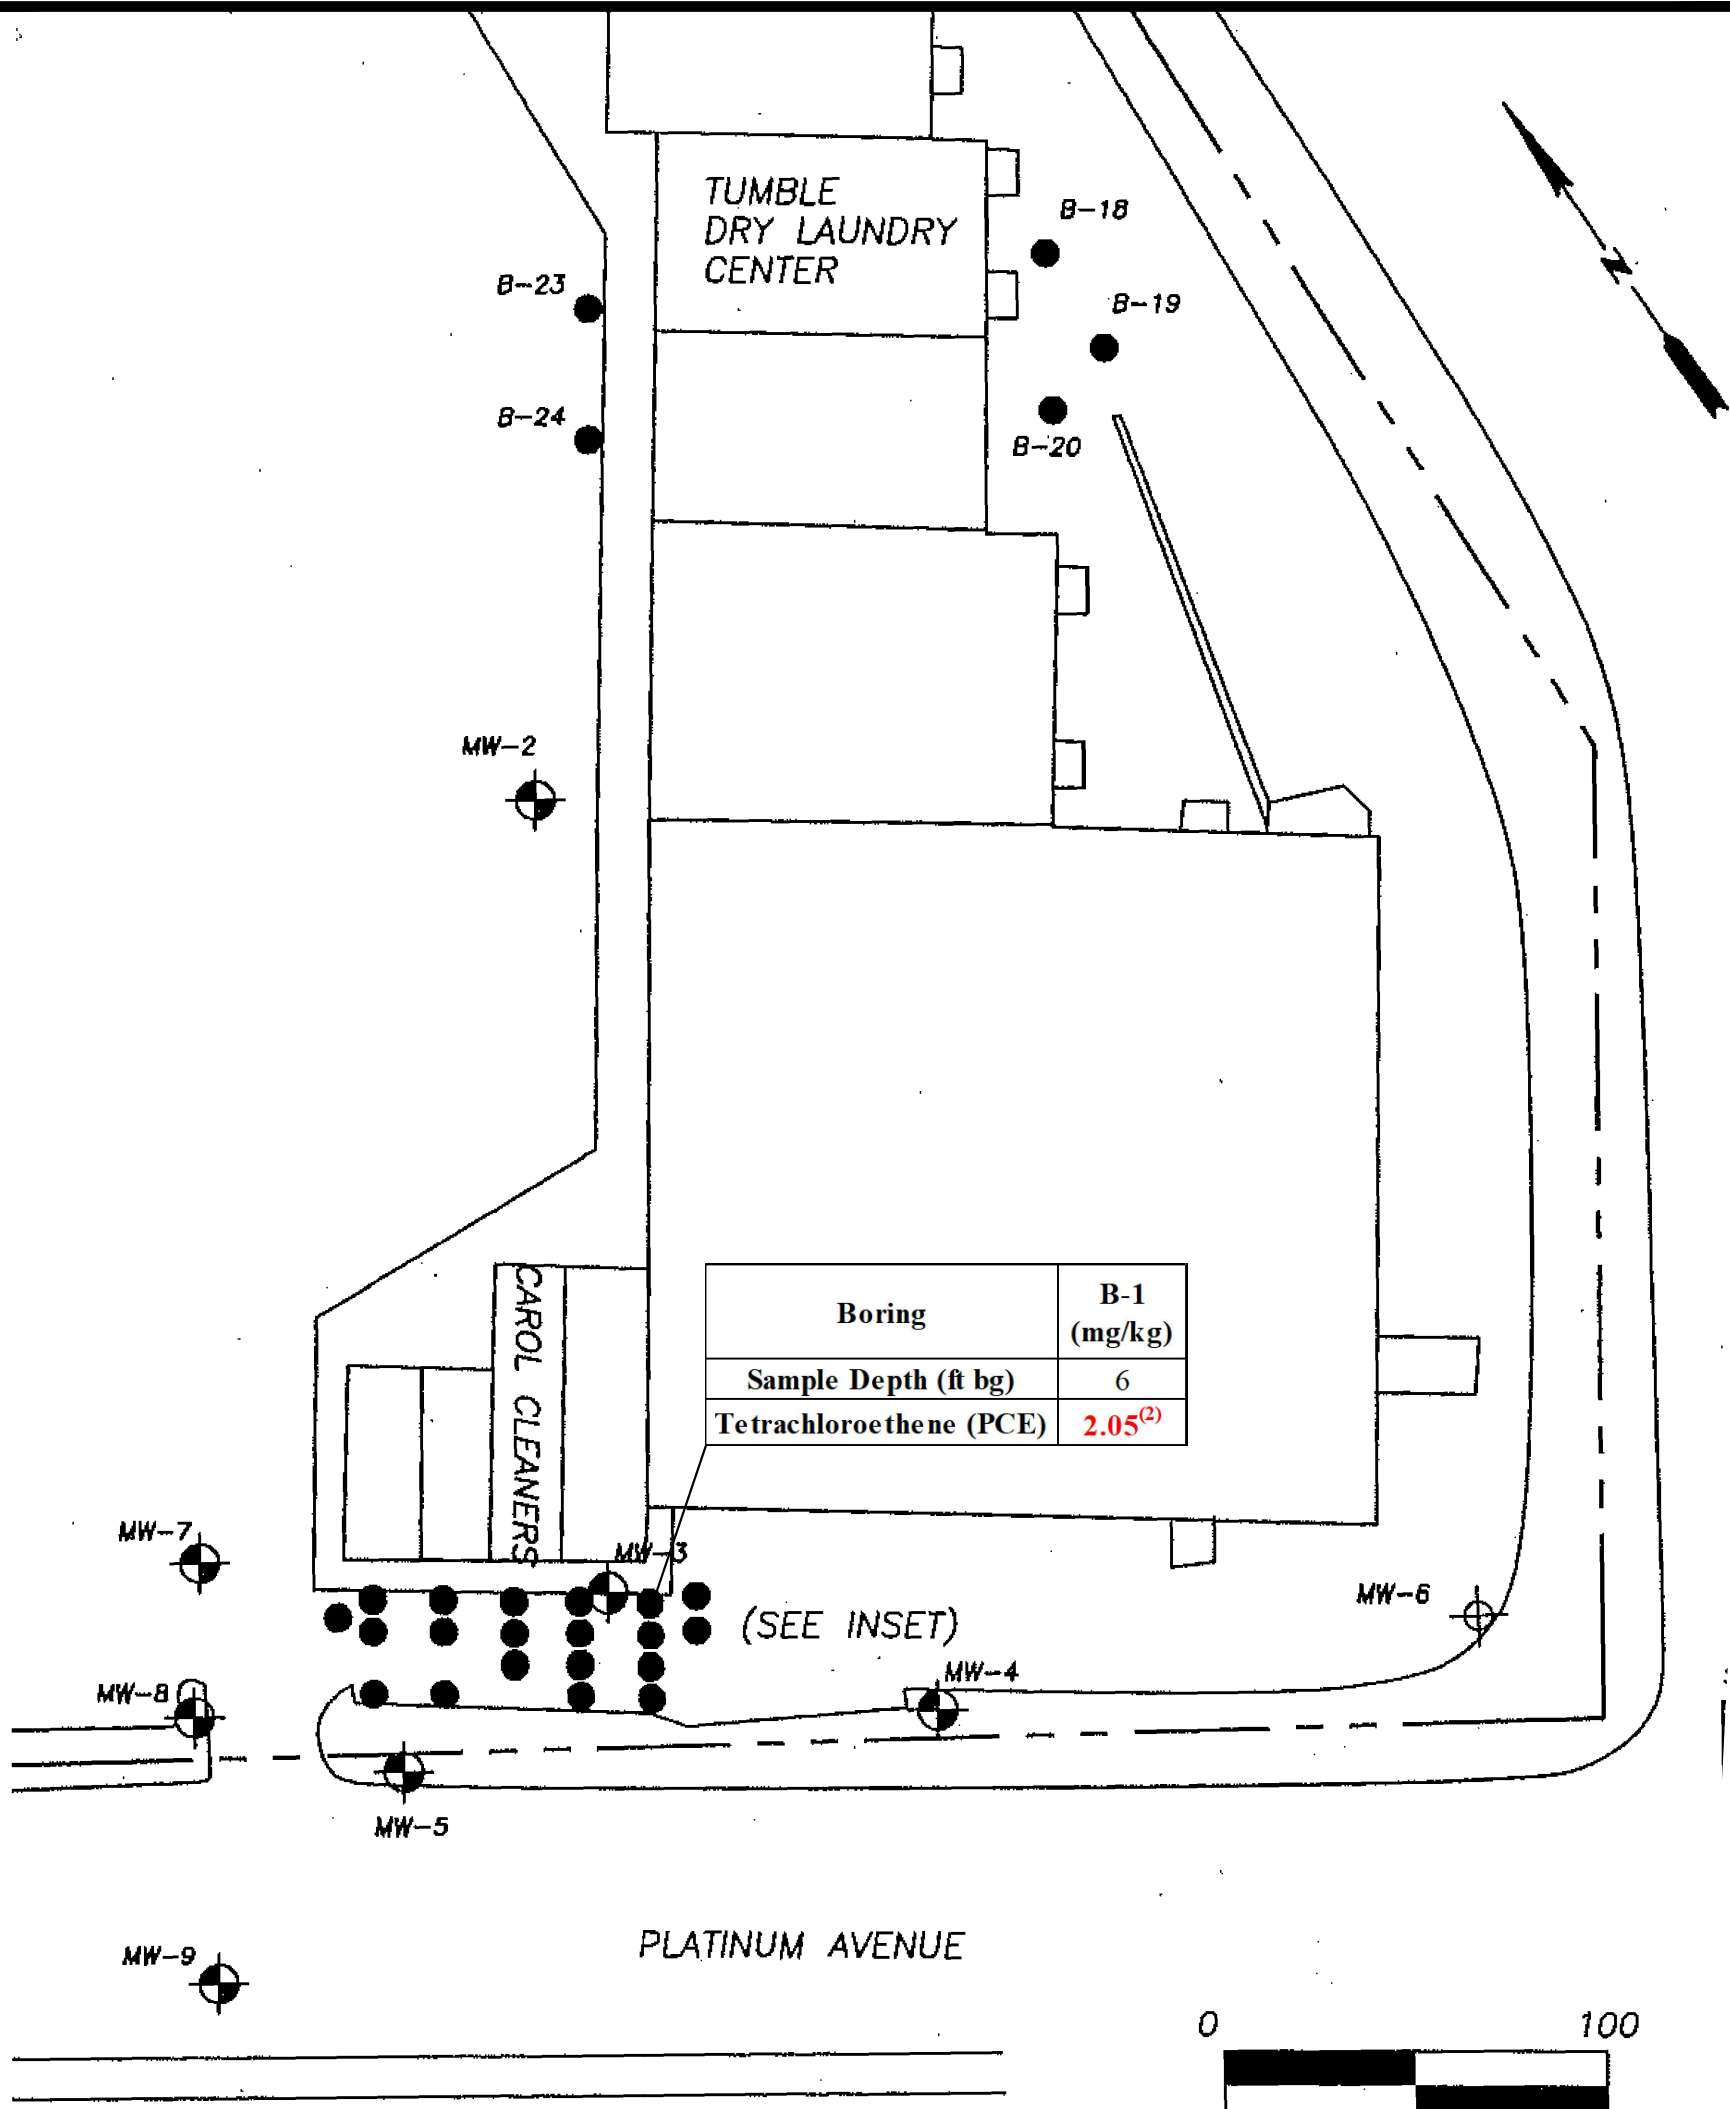 TUMBLE
DRY LAUNDRY
CENTER
B-18
B-23
B-19
N
B-24
B-20
MW-2
CAROL CLEANERS
Boring
B-1
(mg/kg)
Sample Depth (ft bg)
6
Tetrachloroethene (PCE)
2.05(2)
MW-7
MW-3
MW-6
(SEE INSET)
MW-4
MW-8
MW-5
PLATINUM AVENUE
MW-9
0
100